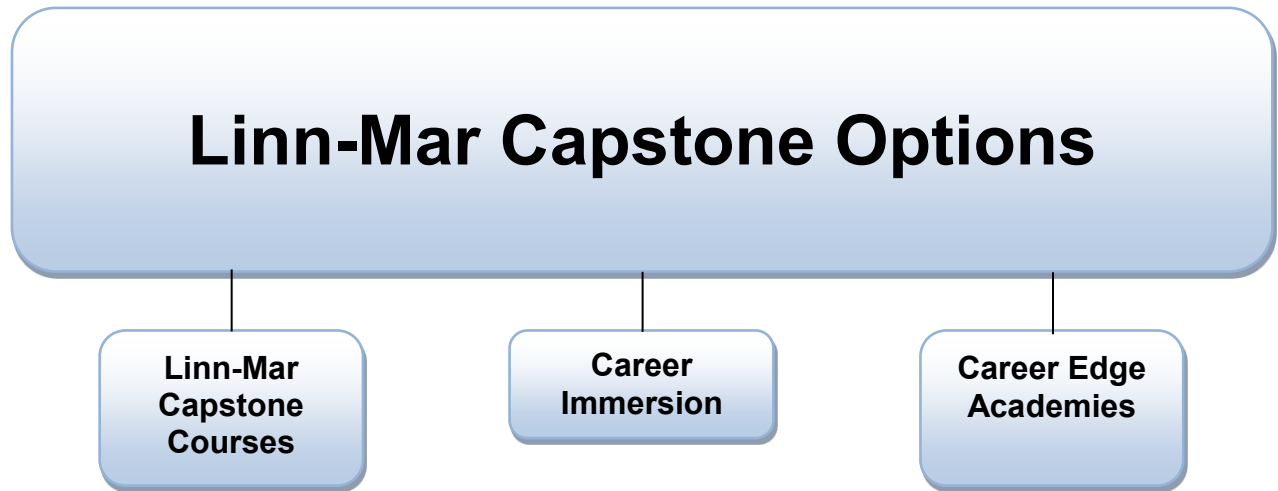 Linn-Mar Capstone Options
Linn-Mar
Capstone
Courses
Career
Immersion
Career Edge
Academies